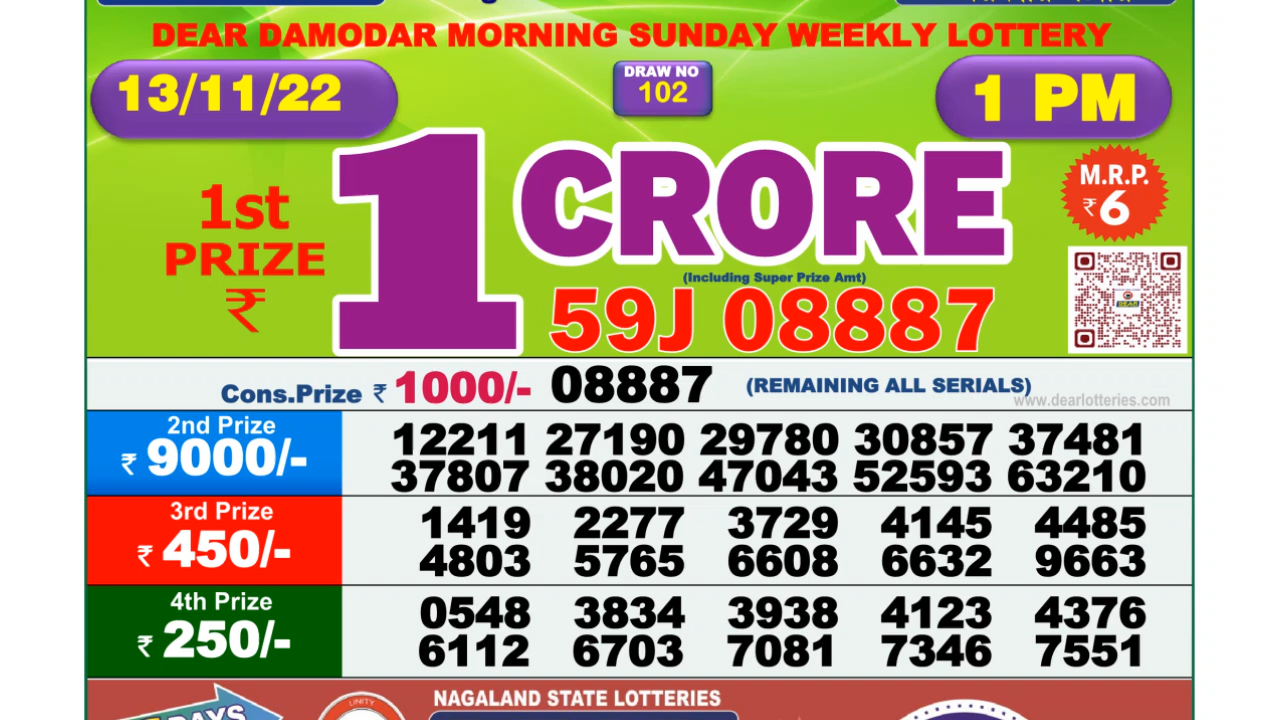 DEAR DAMODAR MORNING SUNDAY WEEKLY LOTTERY
13/11/22
DRAW NO
102
1 PM
1st
PRIZE
₹
1 CRORE
(Including Super Prize Amt)
59J 08887
M.R.P.
₹6
DEAR
Cons.Prize ₹ 1000/- 08887 (REMAINING ALL SERIALS)
www.dearlotteries.com
2nd Prize
₹ 9000/-
12211 27190 29780 30857 37481
37807 38020 47043 52593 63210
3rd Prize
₹ 450/-
1419 2277 3729 4145 4485
4803 5765 6608 6632 9663
4th Prize
₹ 250/-
0548 3834 3938 4123 4376
6112 6703 7081 7346 7551
DAYS
UNITY
NAGALAND STATE LOTTERIES